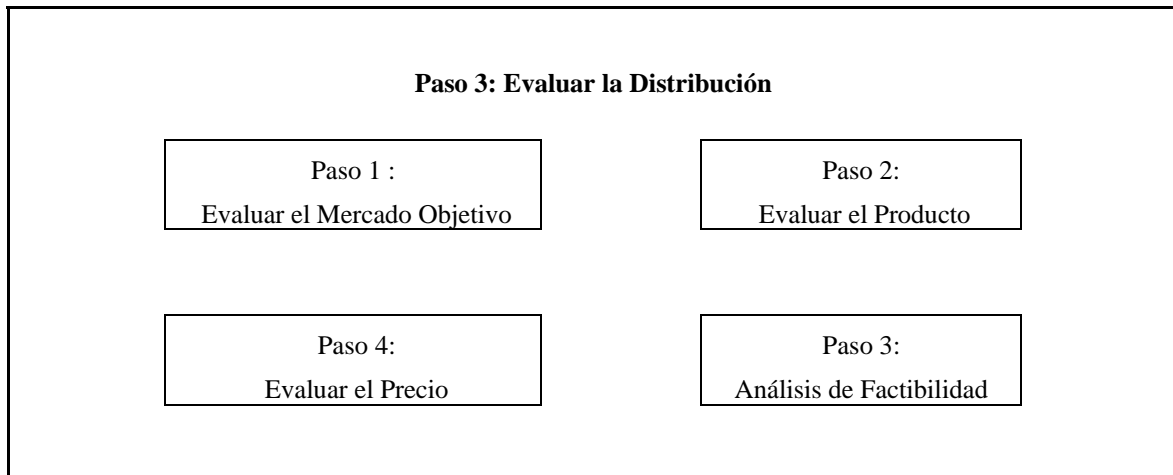 Paso 3: Evaluar la Distribución
Paso 1 :
Evaluar el Mercado Objetivo
Paso 2:
Evaluar el Producto
Paso 4:
Evaluar el Precio
Paso 3:
Análisis de Factibilidad